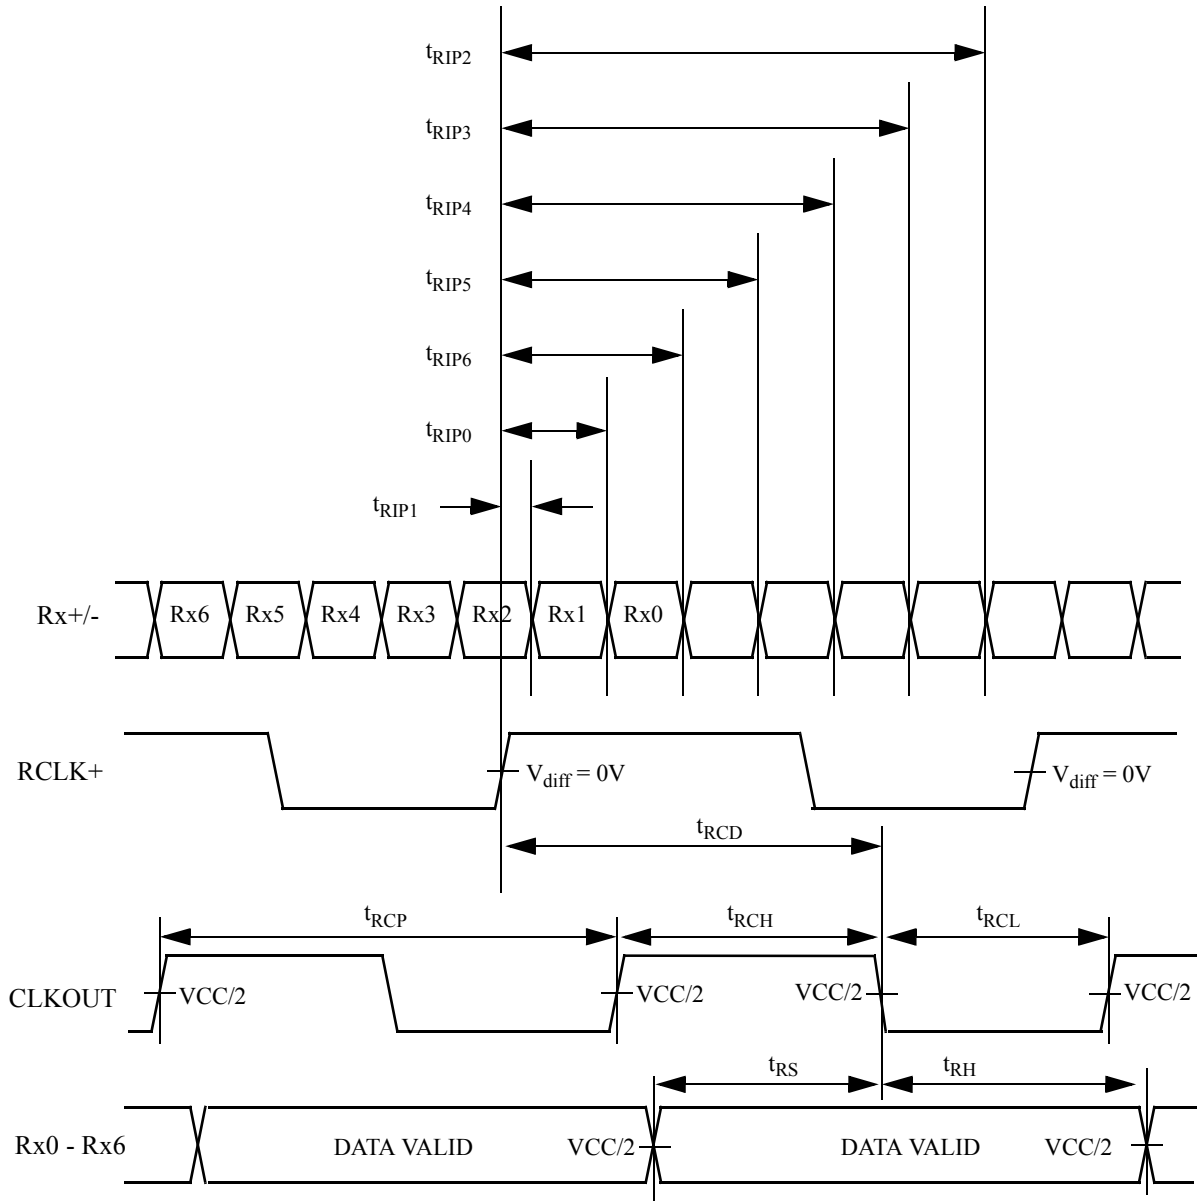 tRIP2
tRIP3
tRIP4
tRIP5
tRIP6
tRIP0
tRIP1
Rx+/- Rx6 Rx5 Rx4 Rx3 Rx2 Rx1 Rx0
RCLK+ Vdiff = 0V Vdiff = 0V
tRCD
tRCP tRCH tRCL
CLKOUT VCC/2 VCC/2 VCC/2 VCC/2
tRS tRH
Rx0 - Rx6 DATA VALID VCC/2 DATA VALID VCC/2